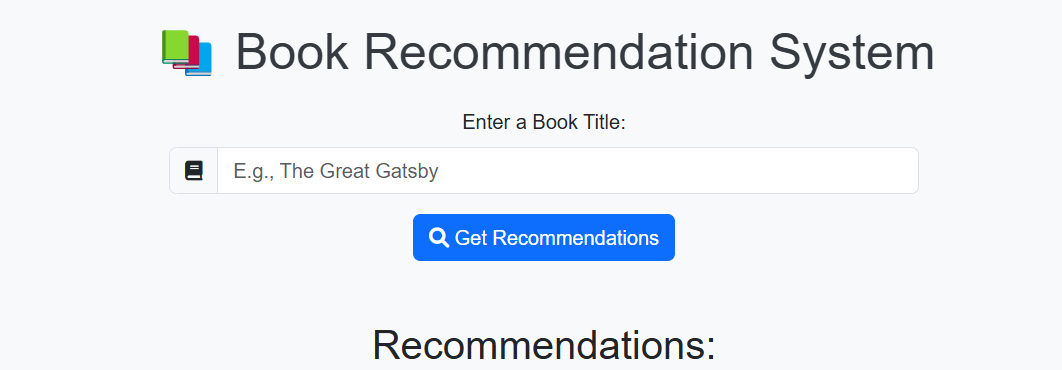 Book Recommendation System
Enter a Book Title:
E.g., The Great Gatsby
Get Recommendations
Recommendations: